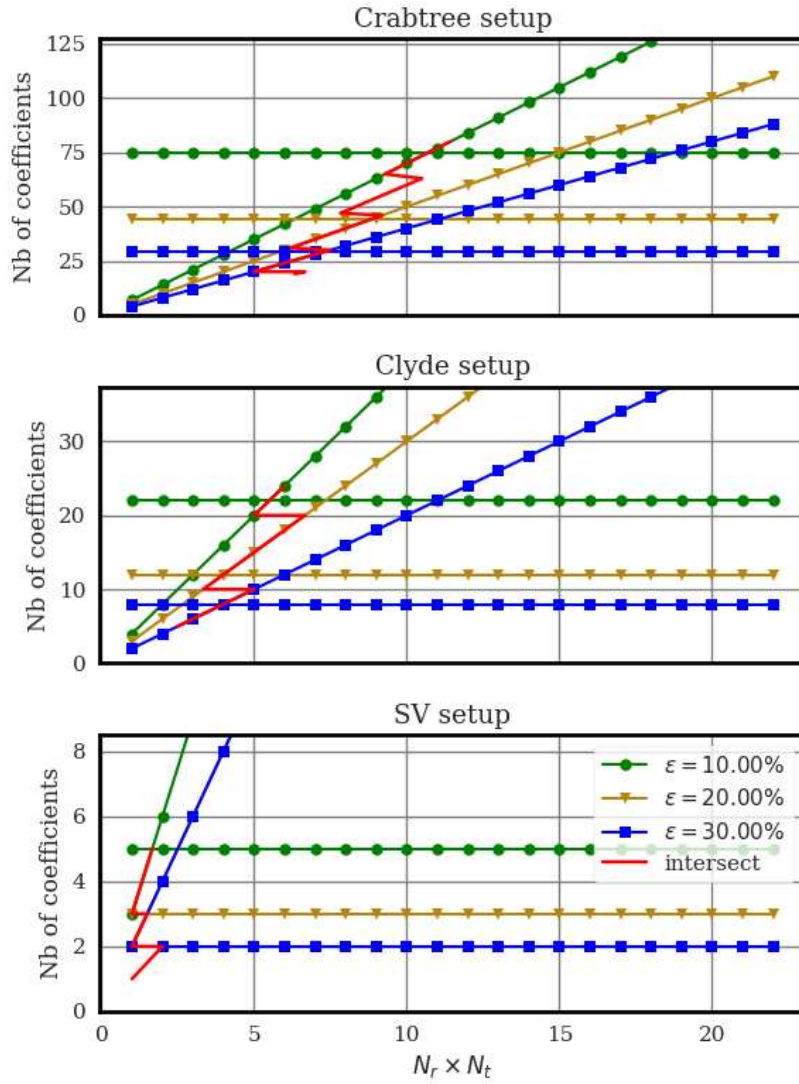 Crabtree setup
125
100
75
50
25
0
Nb of coefficients
Clyde setup
30
20
10
0
Nb of coefficients
SV setup
8
6
4
2
0
Nb of coefficients
ε = 10.00%
ε = 20.00%
ε = 30.00%
intersect
0 5 10 15 20
N_r × N_t